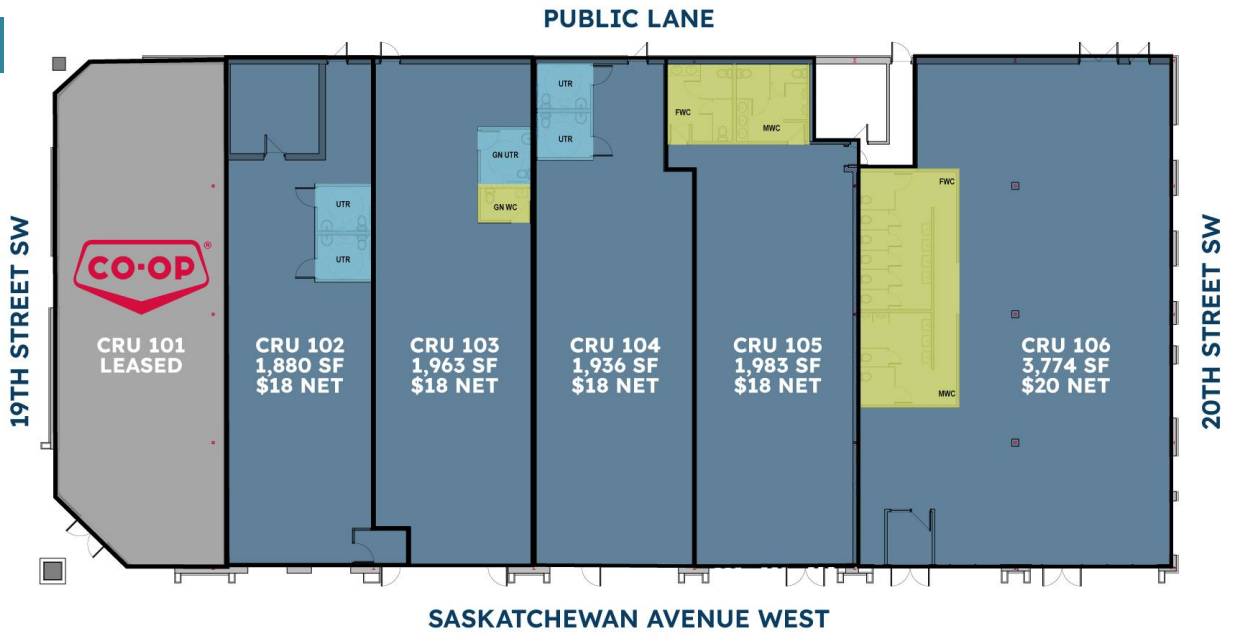 PUBLIC LANE
19TH STREET SW
CO·OP®
CRU 101
LEASED
UTR
UTR
CRU 102
1,880 SF
$18 NET
GN UTR
GN WC
CRU 103
1,963 SF
$18 NET
UTR
UTR
CRU 104
1,936 SF
$18 NET
FWC
MWC
CRU 105
1,983 SF
$18 NET
FWC
MWC
CRU 106
3,774 SF
$20 NET
20TH STREET SW
SASKATCHEWAN AVENUE WEST